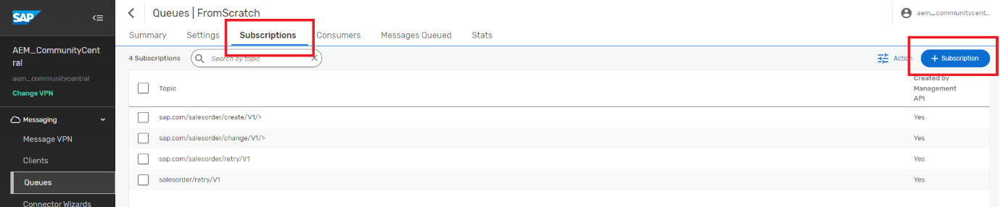 SAP
Queues | FromScratch
aem_communitycent...
Summary Settings Subscriptions Consumers Messages Queued Stats
AEM_CommunityCent
ral
aem_communitycentral
Change VPN
4 Subscriptions Search by topic Action + Subscription
Topic
Created by
Management
API
Messaging
sap.com/salesorder/create/V1/> Yes
Message VPN
sap.com/salesorder/change/V1/> Yes
Clients
sap.com/salesorder/retry/V1 Yes
Queues
salesorder/retry/V1 Yes
Connector Wizards